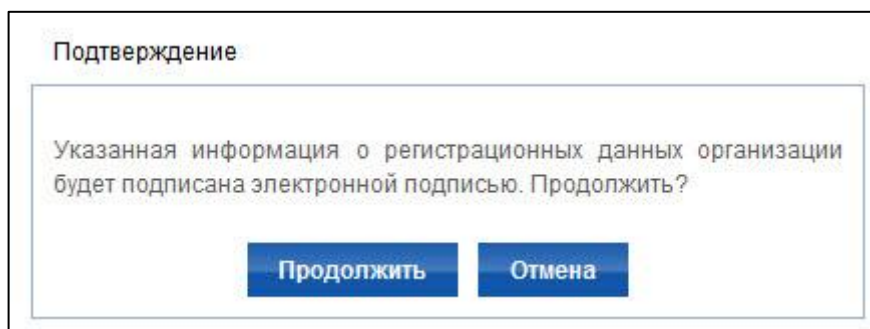 Подтверждение
Указанная информация о регистрационных данных организации
будет подписана электронной подписью. Продолжить?
Продолжить Отмена